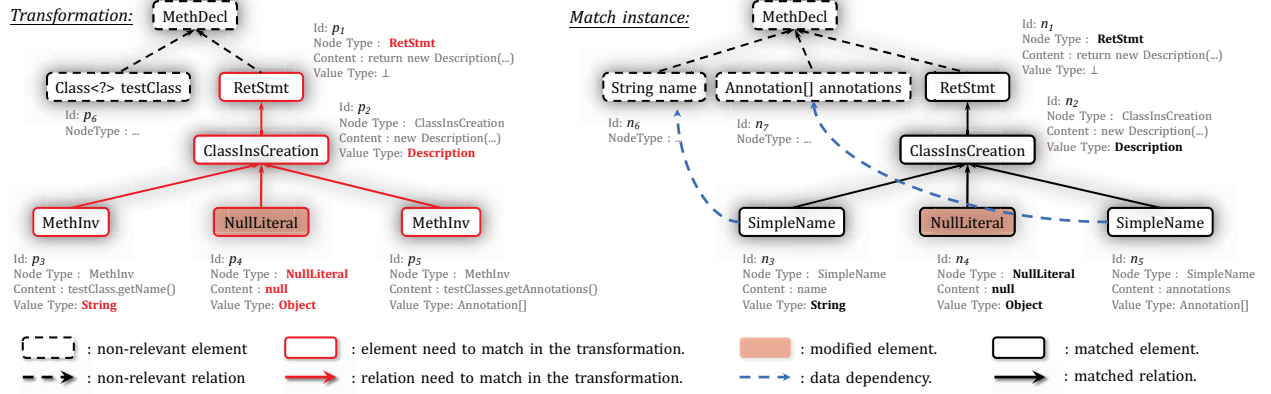 Transformation:
MethDecl
Id: p1
Node Type : RetStmt
Content : return new Description(...)
Value Type: ⊥
Class<?> testClass
RetStmt
Id: p6
NodeType : ...
Id: p2
Node Type : ClassInsCreation
Content : new Description(...)
Value Type: Description
ClassInsCreation
MethInv
NullLiteral
MethInv
Id: p3
Node Type : MethInv
Content : testClass.getName()
Value Type: String
Id: p4
Node Type : NullLiteral
Content : null
Value Type: Object
Id: p5
Node Type : MethInv
Content : testClasses.getAnnotations()
Value Type: Annotation[]
Match instance:
MethDecl
Id: n1
Node Type : RetStmt
Content : return new Description(...)
Value Type: ⊥
String name
Annotation[] annotations
RetStmt
Id: n6
NodeType : ..
Id: n7
NodeType : ...
Id: n2
Node Type : ClassInsCreation
Content : new Description(...)
Value Type: Description
ClassInsCreation
SimpleName
NullLiteral
SimpleName
Id: n3
Node Type : SimpleName
Content : name
Value Type: String
Id: n4
Node Type : NullLiteral
Content : null
Value Type: Object
Id: n5
Node Type : SimpleName
Content : annotations
Value Type: Annotation[]
: non-relevant element
: element need to match in the transformation.
: modified element.
: matched element.
: non-relevant relation
: relation need to match in the transformation.
: data dependency.
: matched relation.